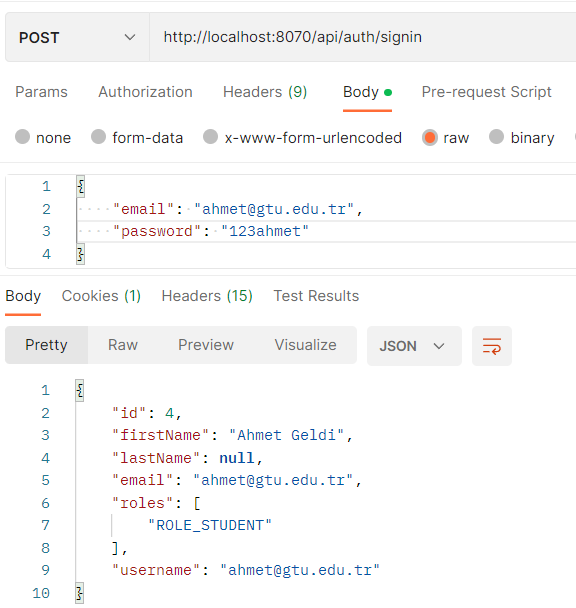 POST http://localhost:8070/api/auth/signin
Params Authorization Headers (9) Body Pre-request Script
none form-data x-www-form-urlencoded raw binary
1 {
2 "email": "ahmet@gtu.edu.tr",
3 "password": "123ahmet"
4 }
Body Cookies (1) Headers (15) Test Results
Pretty Raw Preview Visualize JSON
1 {
2 "id": 4,
3 "firstName": "Ahmet Geldi",
4 "lastName": null,
5 "email": "ahmet@gtu.edu.tr",
6 "roles": [
7 "ROLE_STUDENT"
8 ],
9 "username": "ahmet@gtu.edu.tr"
10 }